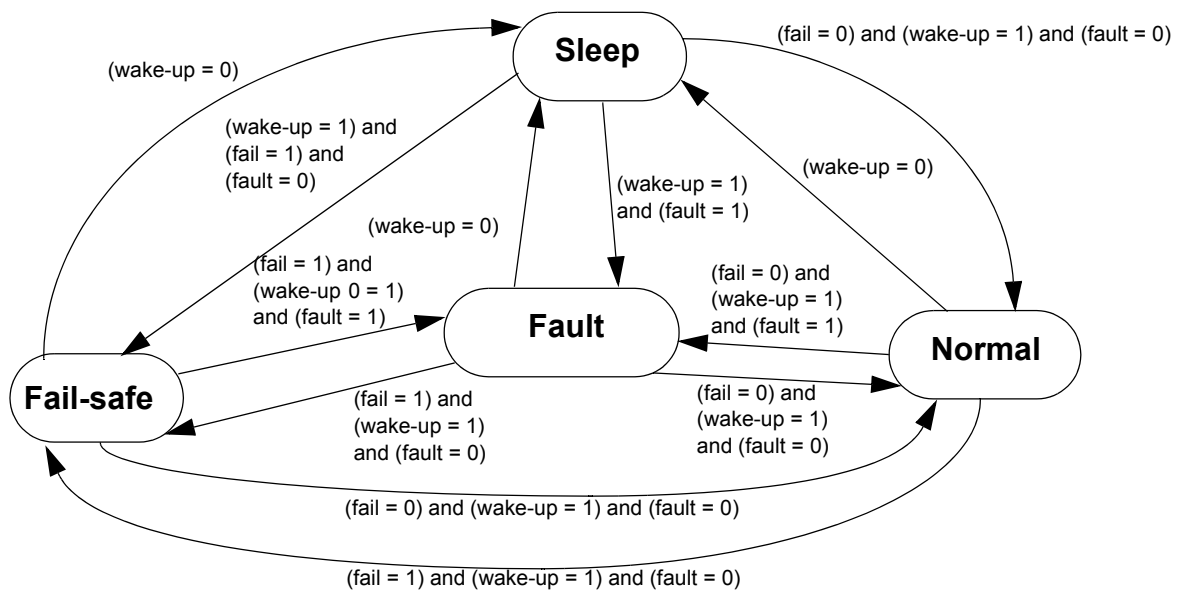 Sleep
(fail = 0) and (wake-up = 1) and (fault = 0)
(wake-up = 0)
(wake-up = 1) and
(fail = 1) and
(fault = 0)
(wake-up = 0)
(wake-up = 1)
and (fault = 1)
(wake-up = 0)
(fail = 1) and
(wake-up 0 = 1)
and (fault = 1)
(fail = 0) and
(wake-up = 1)
and (fault = 1)
Fault
Normal
Fail-safe
(fail = 1) and
(wake-up = 1)
and (fault = 0)
(fail = 0) and
(wake-up = 1)
and (fault = 0)
(fail = 0) and (wake-up = 1) and (fault = 0)
(fail = 1) and (wake-up = 1) and (fault = 0)